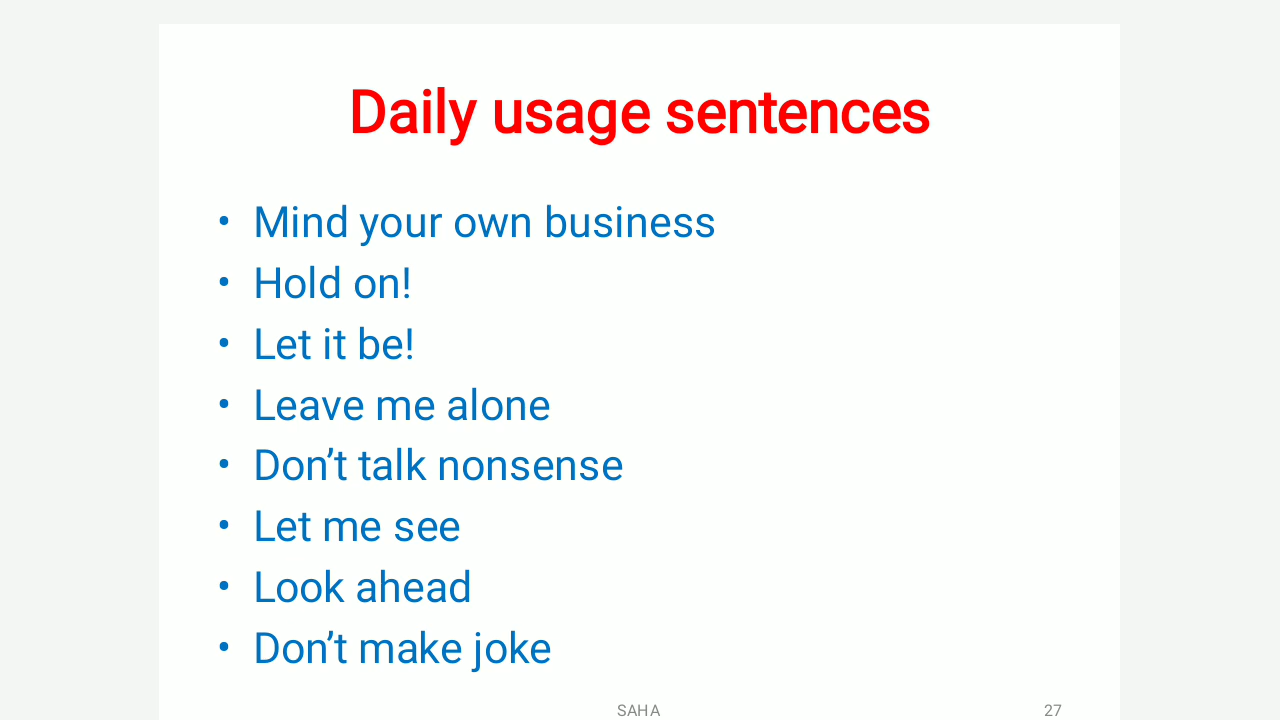 Daily usage sentences
• Mind your own business
• Hold on!
• Let it be!
• Leave me alone
• Don’t talk nonsense
• Let me see
• Look ahead
• Don’t make joke
SAHA 27